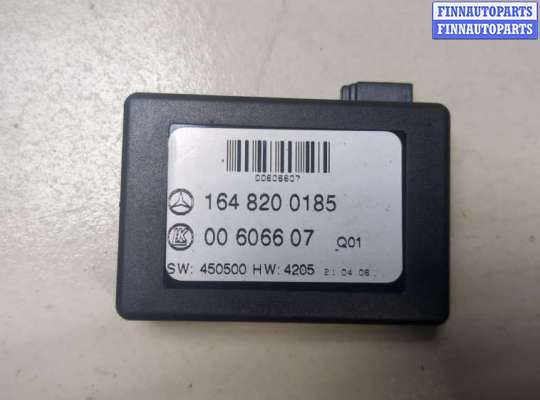 FINNAUTOPARTS
FINNAUTOPARTS
00606607
164 820 0185
K 00 6066 07 Q01
SW: 450500 HW: 4205 21.04.06